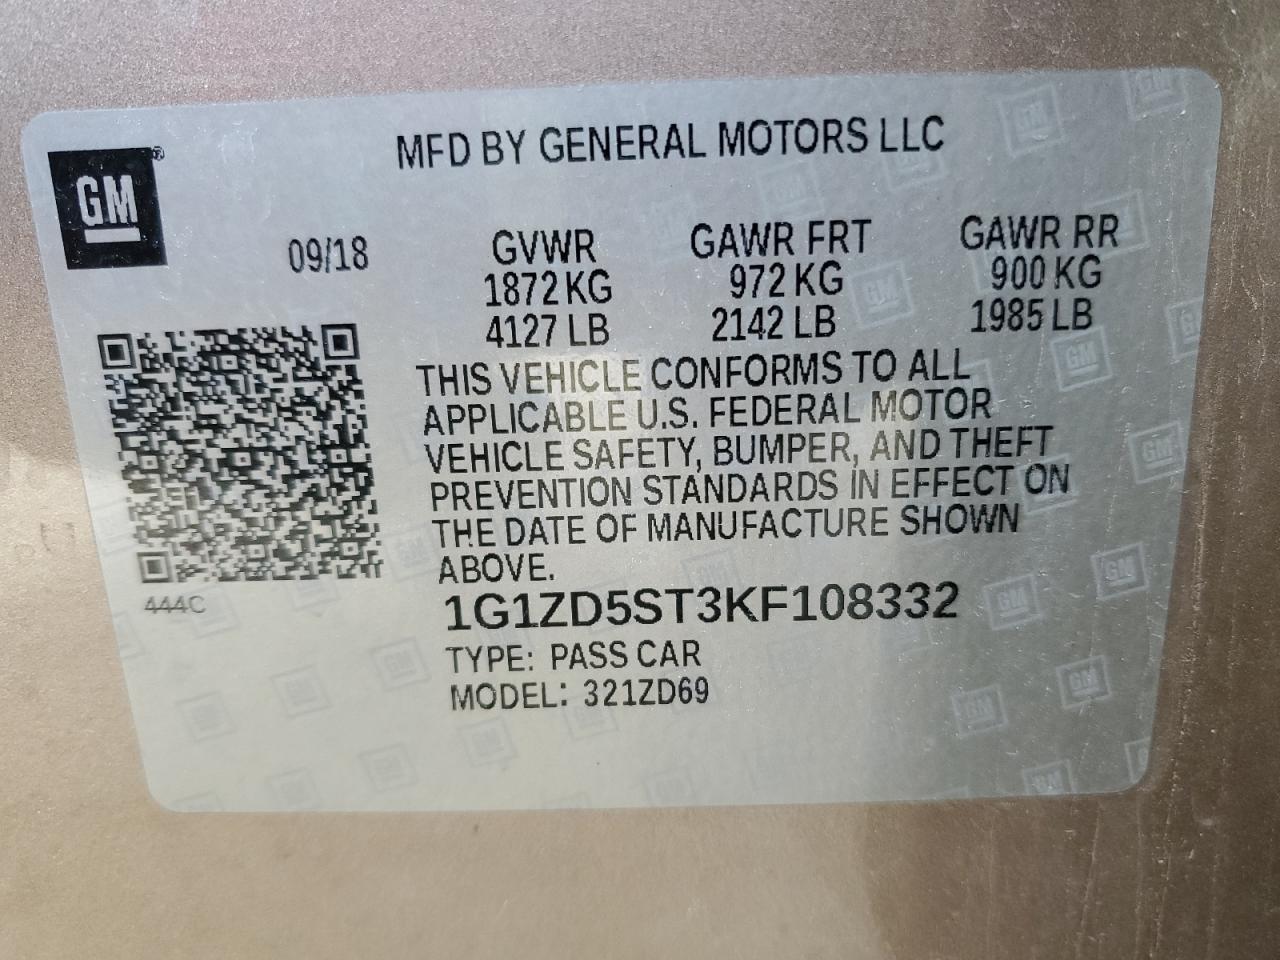 MFD BY GENERAL MOTORS LLC
GM ®
09/18
GVWR GAWR FRT GAWR RR
1872 KG 972 KG 900 KG
4127 LB 2142 LB 1985 LB
THIS VEHICLE CONFORMS TO ALL
APPLICABLE U.S. FEDERAL MOTOR
VEHICLE SAFETY, BUMPER, AND THEFT
PREVENTION STANDARDS IN EFFECT ON
THE DATE OF MANUFACTURE SHOWN
ABOVE.
444C
1G1ZD5ST3KF108332
TYPE: PASS CAR
MODEL: 321ZD69